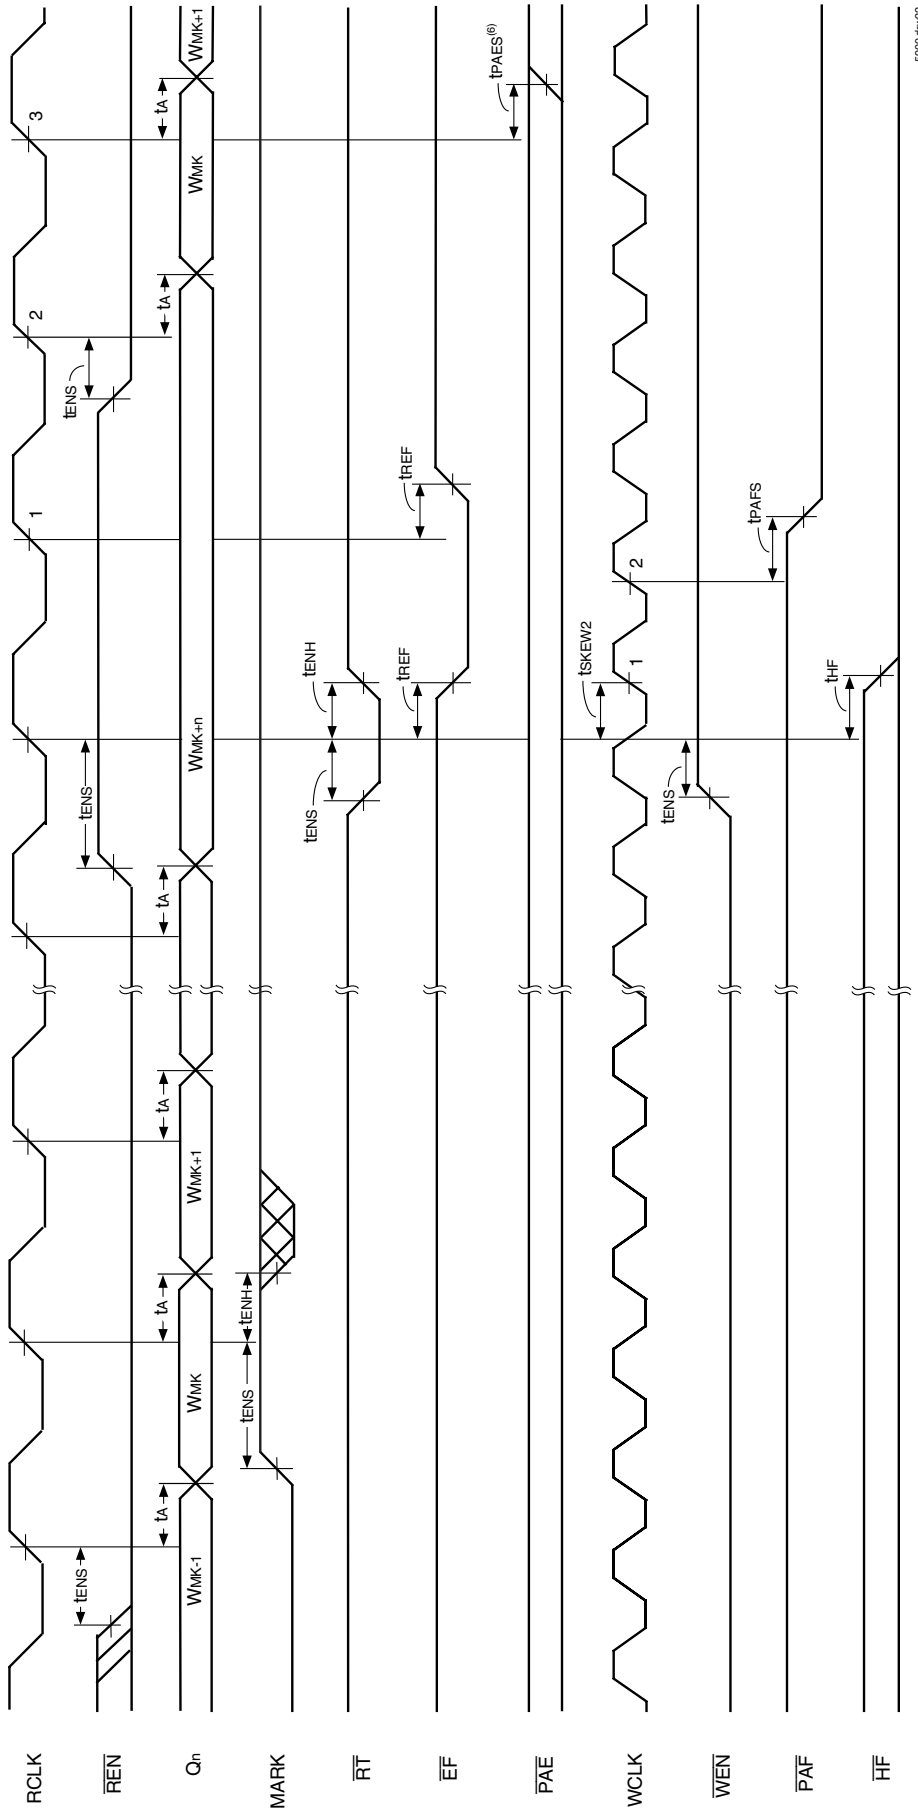 RCLK
1
2
3
REN
tENS
tENS
tENS
Qn
WMK-1
tA
WMK
tA
WMK+1
tA
tA
WMK+n
tA
WMK
tA
WMK+1
MARK
tENS
tENH
RT
tENS
tENH
EF
tREF
tREF
PAE
tPAES(6)
WCLK
tSKEW2
1
2
WEN
tENS
PAF
tPAFS
HF
tHF